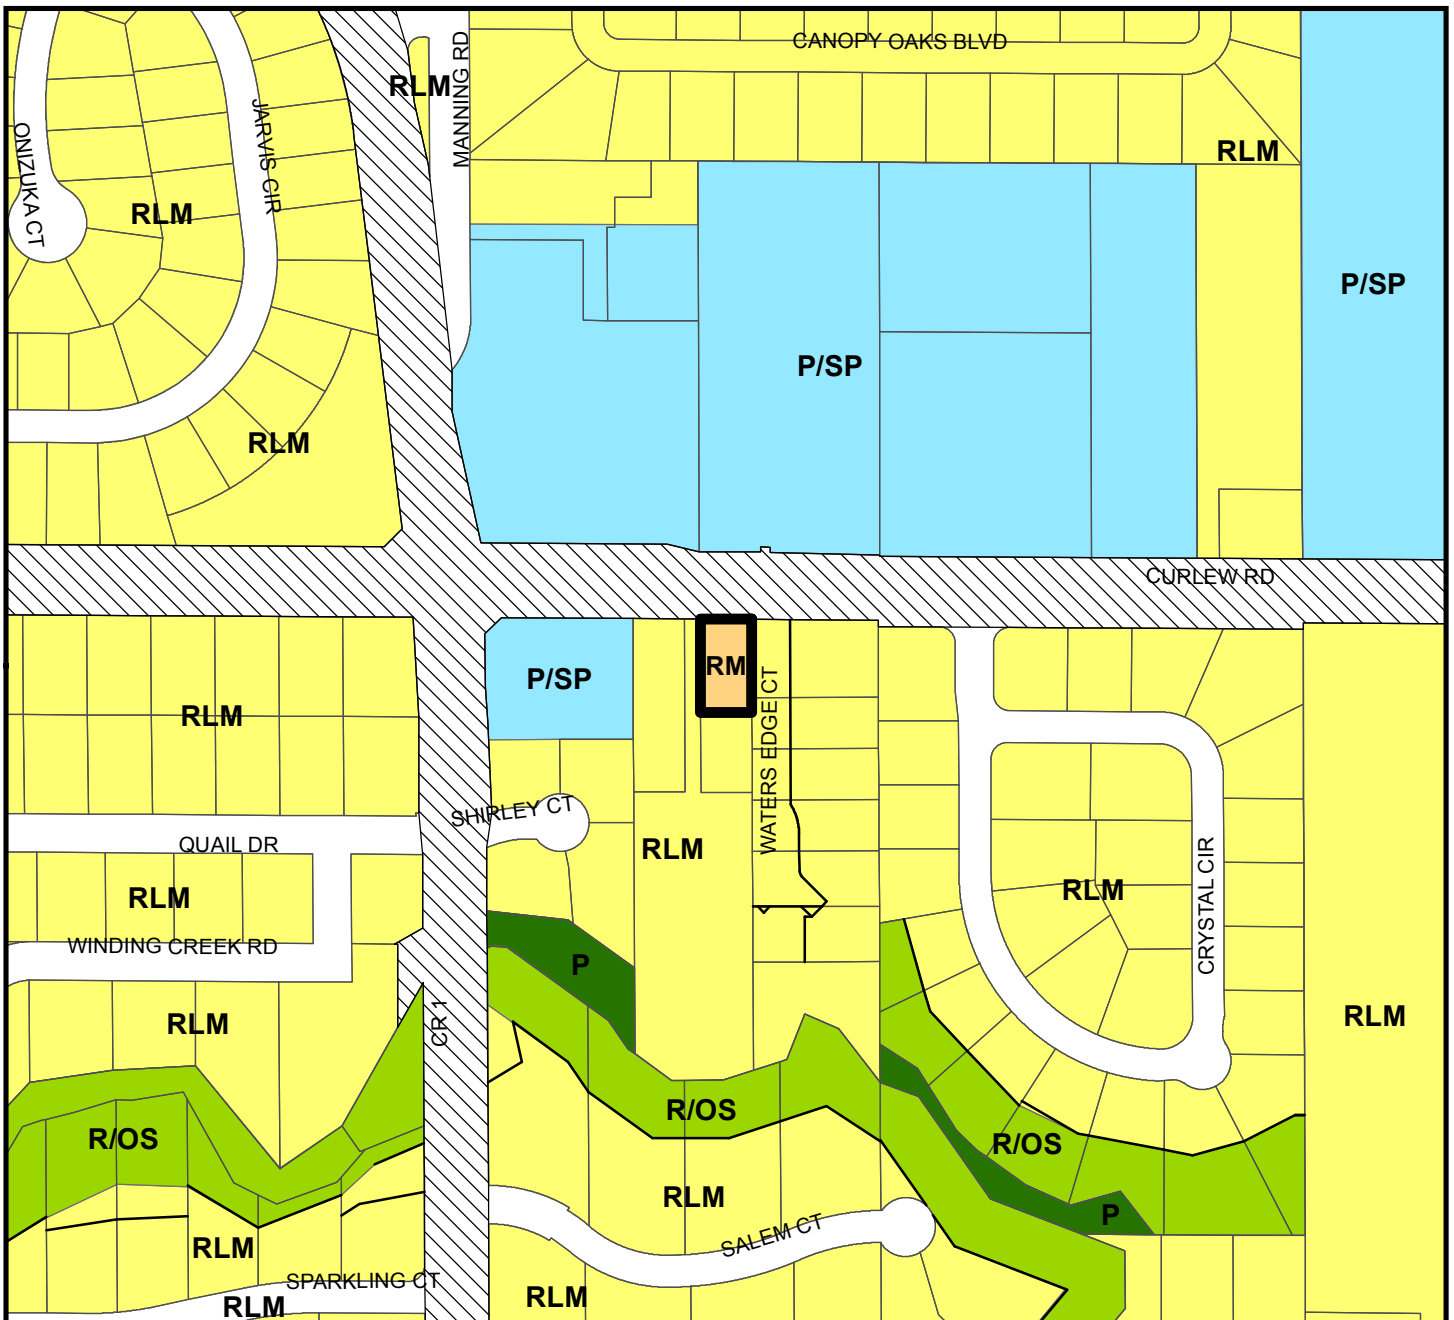 CANOPY OAKS BLVD
MANNING RD
RLM
ONIZUKA CT
JARVIS CIR
RLM
RLM
RLM
P/SP
P/SP
RLM
CURLEW RD
P/SP
RM
WATERS EDGE CT
RLM
SHIRLEY CT
QUAIL DR
RLM
RLM
RLM
CRYSTAL CIR
WINDING CREEK RD
P
CR 1
RLM
RLM
R/OS
R/OS
R/OS
RLM
P
SALEM CT
RLM
SPARKLING CT
RLM
RLM